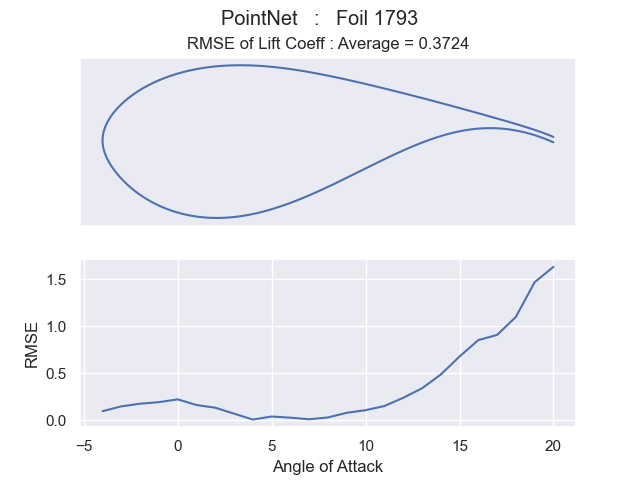 PointNet : Foil 1793
RMSE of Lift Coeff : Average = 0.3724
1.5
1.0
0.5
0.0
RMSE
−5 0 5 10 15 20
Angle of Attack